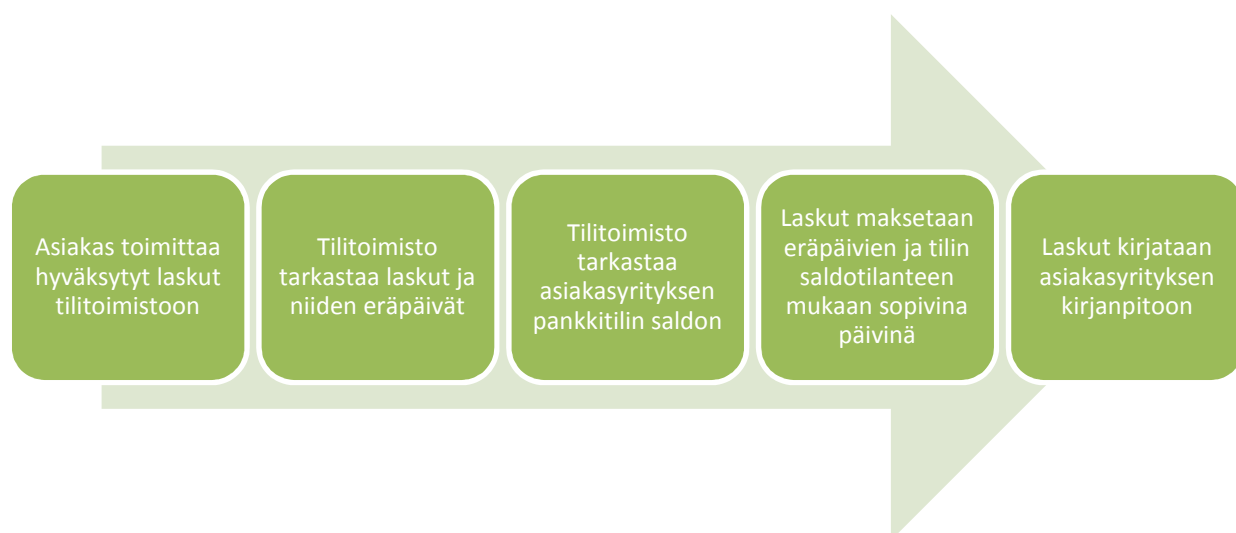 Asiakas toimittaa
hyväksytyt laskut
tilitoimistoon
Tilitoimisto
tarkastaa laskut ja
niiden eräpäivät
Tilitoimisto
tarkastaa
asiakasyrityksen
pankkitilin saldon
Laskut maksetaan
eräpäivien ja tilin
saldotilanteen
mukaan sopivina
päivinä
Laskut kirjataan
asiakasyrityksen
kirjanpitoon